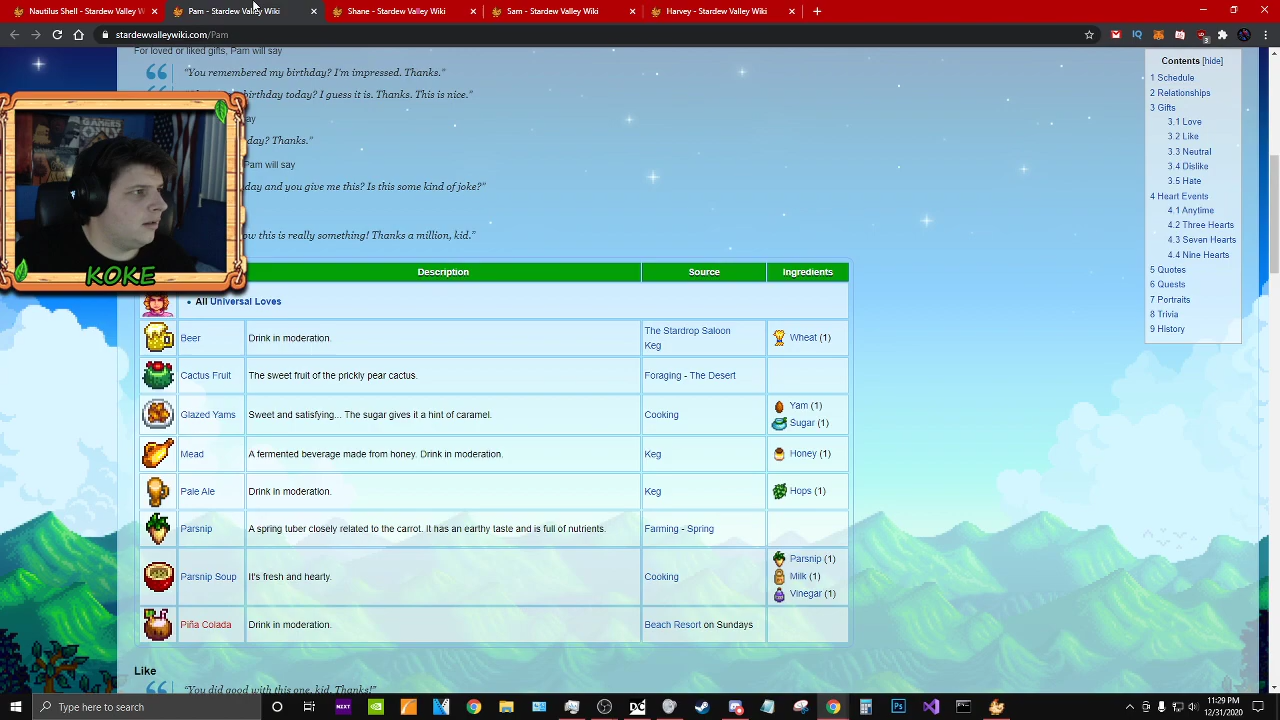 Nautilus Shell - Stardew Valley W
Pam - Stardew Valley Wiki
Shane - Stardew Valley Wiki
Sam - Stardew Valley Wiki
Harvey - Stardew Valley Wiki
stardewvalleywiki.com/Pam
For loved or liked gifts, Pam will say
“You remembered my birthday? I'm impressed. Thanks.”
birthday today? I guess it is. Thanks. This is nice.”
ay
day? Thanks.”
Pam will say
day and you give me this? Is this some kind of joke?”
ow this is really something! Thanks a million, kid.”
Contents [hide]
1 Schedule
2 Relationships
3 Gifts
3.1 Love
3.2 Like
3.3 Neutral
3.4 Dislike
3.5 Hate
4 Heart Events
4.1 Anytime
4.2 Three Hearts
4.3 Seven Hearts
4.4 Nine Hearts
5 Quotes
6 Quests
7 Portraits
8 Trivia
9 History
GAMERS ONLY
KOKE
Description Source Ingredients
• All Universal Loves
Beer Drink in moderation. The Stardrop Saloon Wheat (1)
Keg
Cactus Fruit The sweet fruit of the prickly pear cactus. Foraging - The Desert
Glazed Yams Sweet and satisfying... The sugar gives it a hint of caramel. Cooking Yam (1)
Sugar (1)
Mead A fermented beverage made from honey. Drink in moderation. Keg Honey (1)
Pale Ale Drink in moderation. Keg Hops (1)
Parsnip A spring tuber closely related to the carrot. It has an earthy taste and is full of nutrients. Farming - Spring
Parsnip Soup It's fresh and hearty. Cooking Parsnip (1)
Milk (1)
Vinegar (1)
Piña Colada Drink in moderation. Beach Resort on Sundays
Like
“You did good with this one, kid. Thanks!”
Type here to search
NEXT
DC
Ps
11:29 PM
12/31/2020